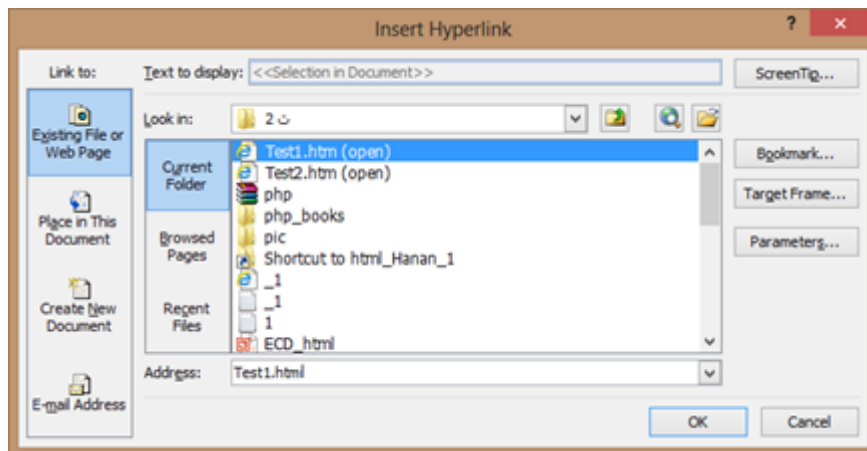 Insert Hyperlink
?
Link to:
Text to display: <<Selection in Document>>
ScreenTip...
Existing File or
Web Page
Look in: ت 2
Current
Folder
Test1.htm (open)
Test2.htm (open)
php
php_books
pic
Shortcut to html_Hanan_1
_1
_1
1
ECD_html
Bookmark...
Target Frame...
Parameters...
Place in This
Document
Browsed
Pages
Create New
Document
Recent
Files
Address: Test1.html
E-mail Address
OK
Cancel